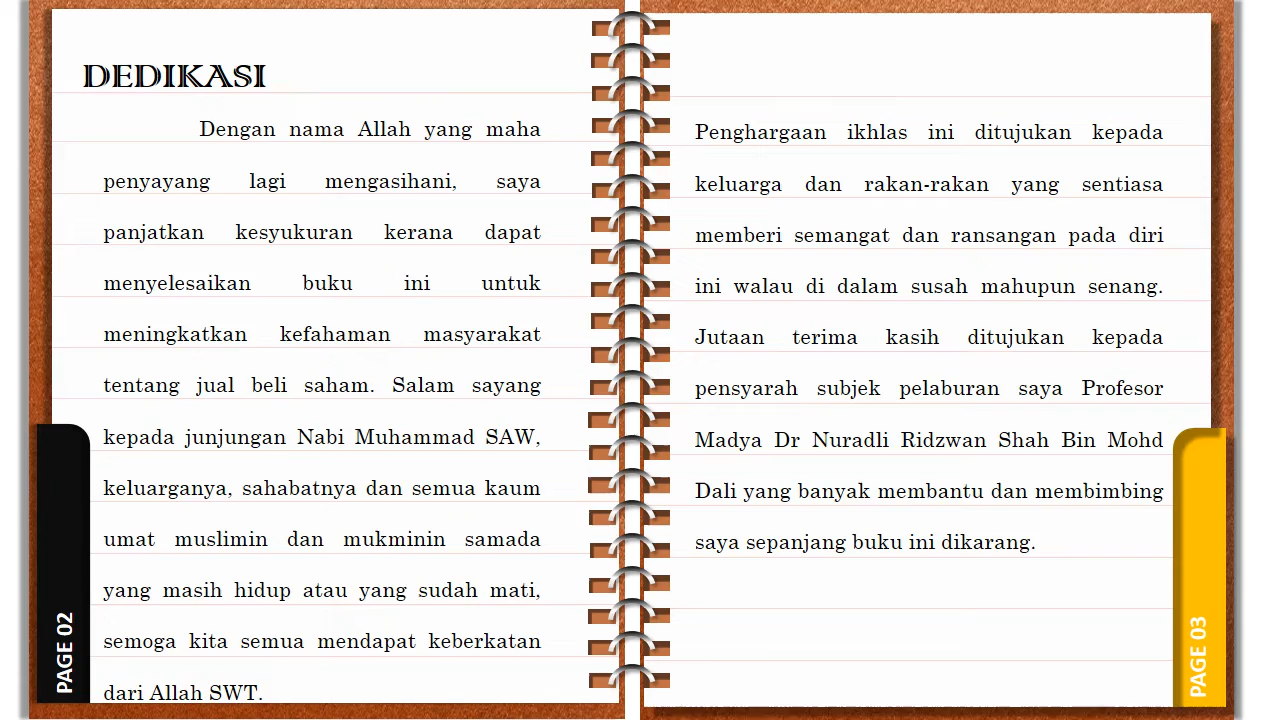 DEDIKASI
Dengan nama Allah yang maha
penyayang lagi mengasihani, saya
panjatkan kesyukuran kerana dapat
menyelesaikan buku ini untuk
meningkatkan kefahaman masyarakat
tentang jual beli saham. Salam sayang
kepada junjungan Nabi Muhammad SAW,
keluarganya, sahabatnya dan semua kaum
umat muslimin dan mukminin samada
yang masih hidup atau yang sudah mati,
semoga kita semua mendapat keberkatan
dari Allah SWT.
PAGE 02
Penghargaan ikhlas ini ditujukan kepada
keluarga dan rakan-rakan yang sentiasa
memberi semangat dan ransangan pada diri
ini walau di dalam susah mahupun senang.
Jutaan terima kasih ditujukan kepada
pensyarah subjek pelaburan saya Profesor
Madya Dr Nuradli Ridzwan Shah Bin Mohd
Dali yang banyak membantu dan membimbing
saya sepanjang buku ini dikarang.
PAGE 03